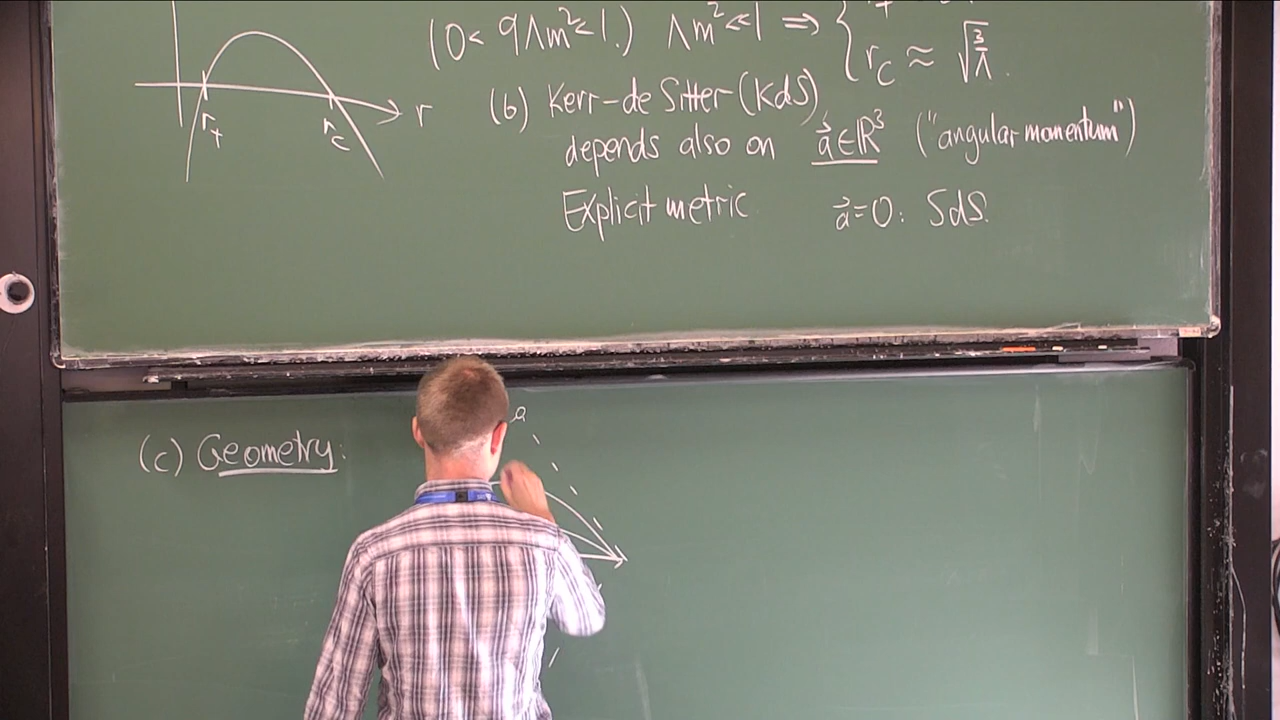 (0 < 9Λm² < 1.) Λm² ≪ 1 ⇒ {
r_C ≈ √(3/Λ).
r
r_+
r_c
(b) Kerr-de Sitter (KdS)
depends also on a⃗∈ℝ³ ("angular momentum")
Explicit metric a⃗=0: SdS.
(c) Geometry:
a